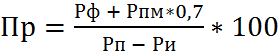 Пр = (Рф + Рпм*0,7) / (Рп − Ри) * 100